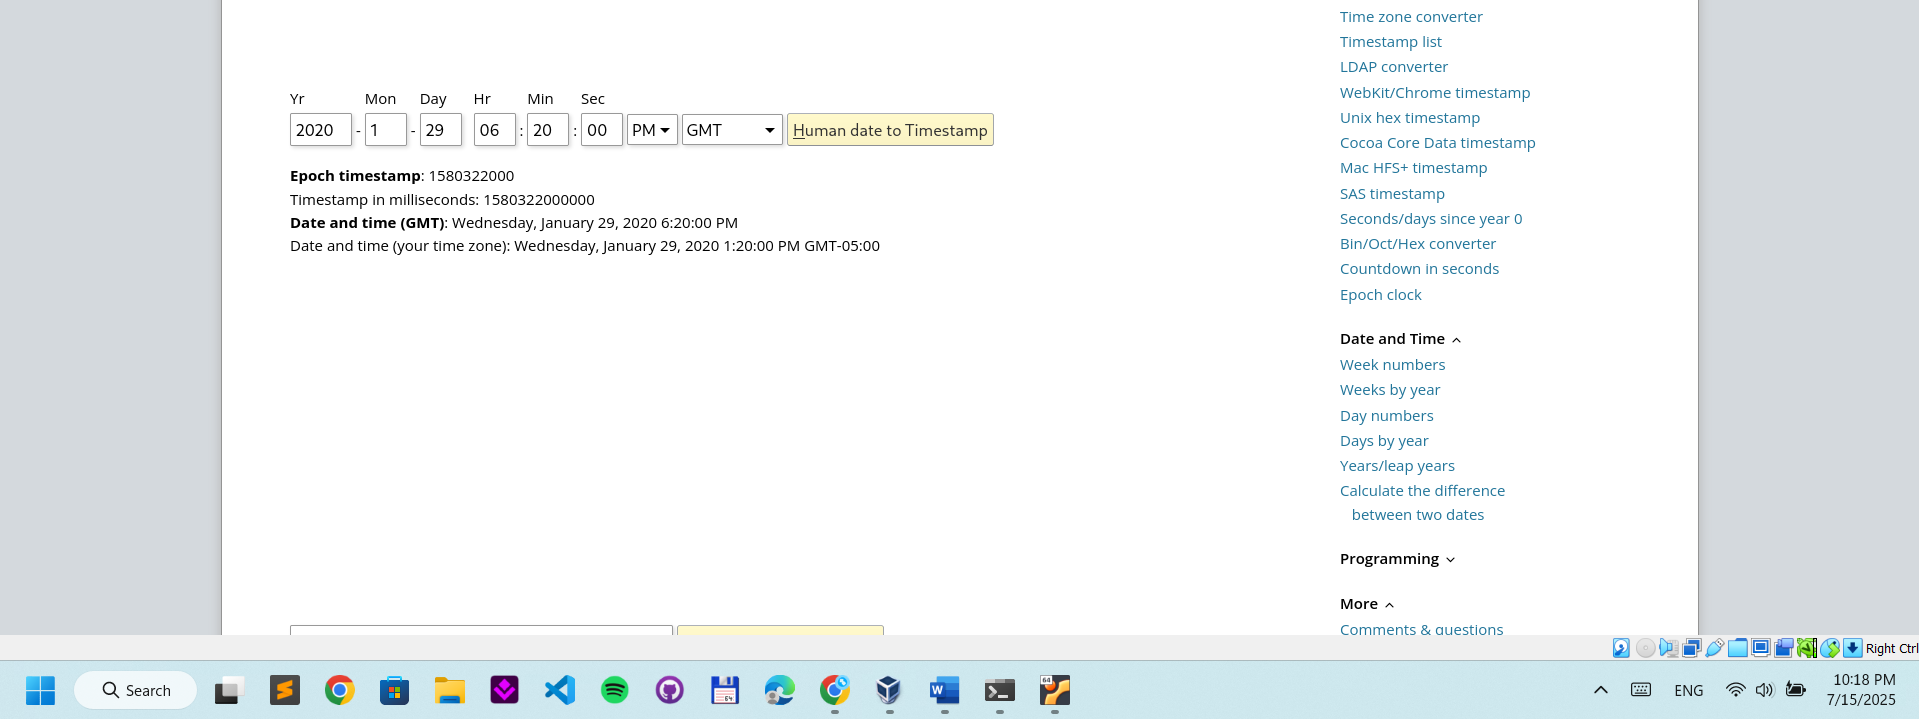 Yr Mon Day Hr Min Sec
2020 - 1 - 29 06 : 20 : 00 PM GMT Human date to Timestamp
Epoch timestamp: 1580322000
Timestamp in milliseconds: 1580322000000
Date and time (GMT): Wednesday, January 29, 2020 6:20:00 PM
Date and time (your time zone): Wednesday, January 29, 2020 1:20:00 PM GMT-05:00
Time zone converter
Timestamp list
LDAP converter
WebKit/Chrome timestamp
Unix hex timestamp
Cocoa Core Data timestamp
Mac HFS+ timestamp
SAS timestamp
Seconds/days since year 0
Bin/Oct/Hex converter
Countdown in seconds
Epoch clock
Date and Time
Week numbers
Weeks by year
Day numbers
Days by year
Years/leap years
Calculate the difference
between two dates
Programming
More
Comments & questions
Right Ctrl
Search
64
W
64
ENG
10:18 PM
7/15/2025